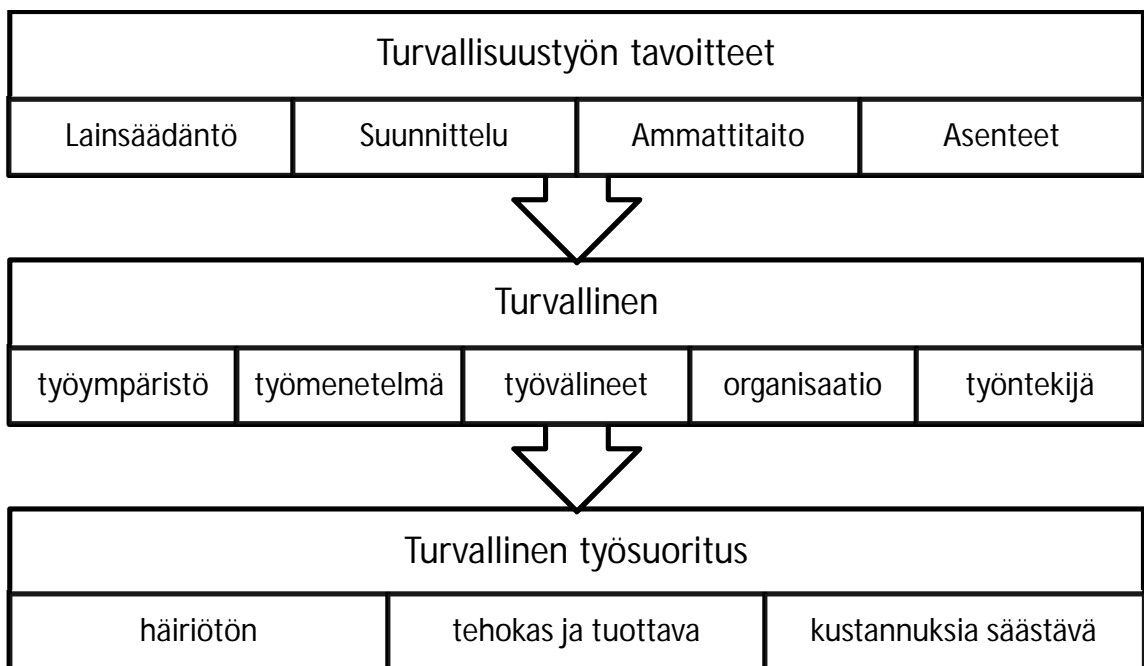 Turvallisuustyön tavoitteet
Lainsäädäntö Suunnittelu Ammattitaito Asenteet
Turvallinen
työympäristö työmenetelmä työvälineet organisaatio työntekijä
Turvallinen työsuoritus
häiriötön tehokas ja tuottava kustannuksia säästävä